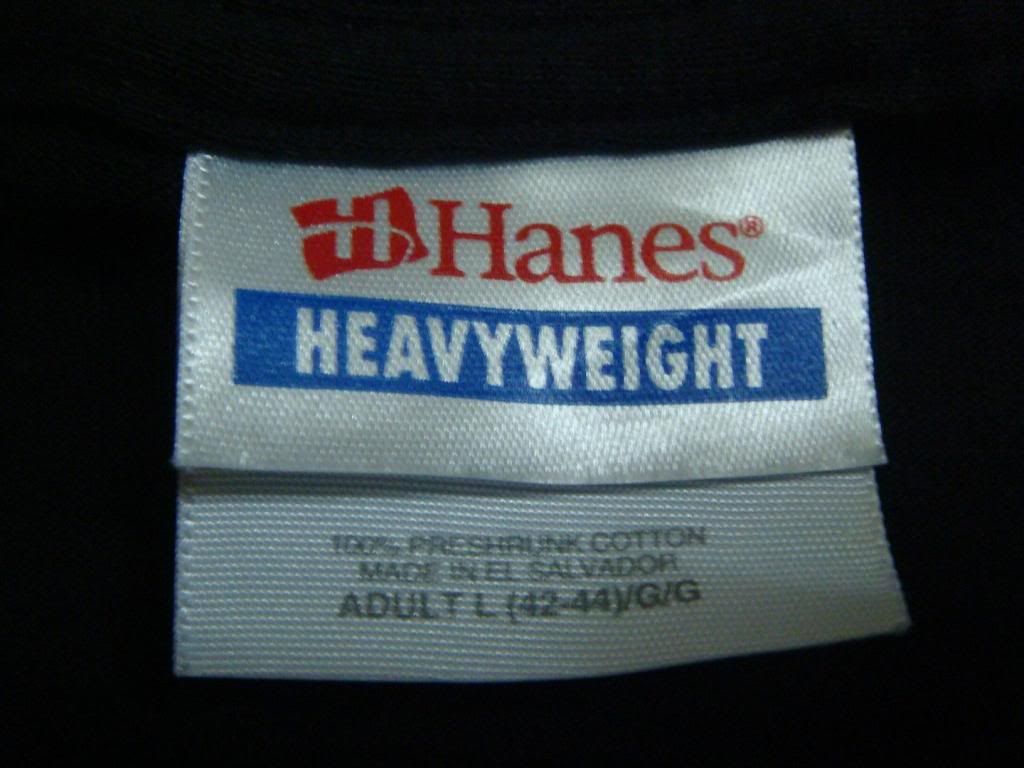 H Hanes®
HEAVYWEIGHT
100% PRESHRUNK COTTON
MADE IN EL SALVADOR
ADULT L (42-44)/G/G